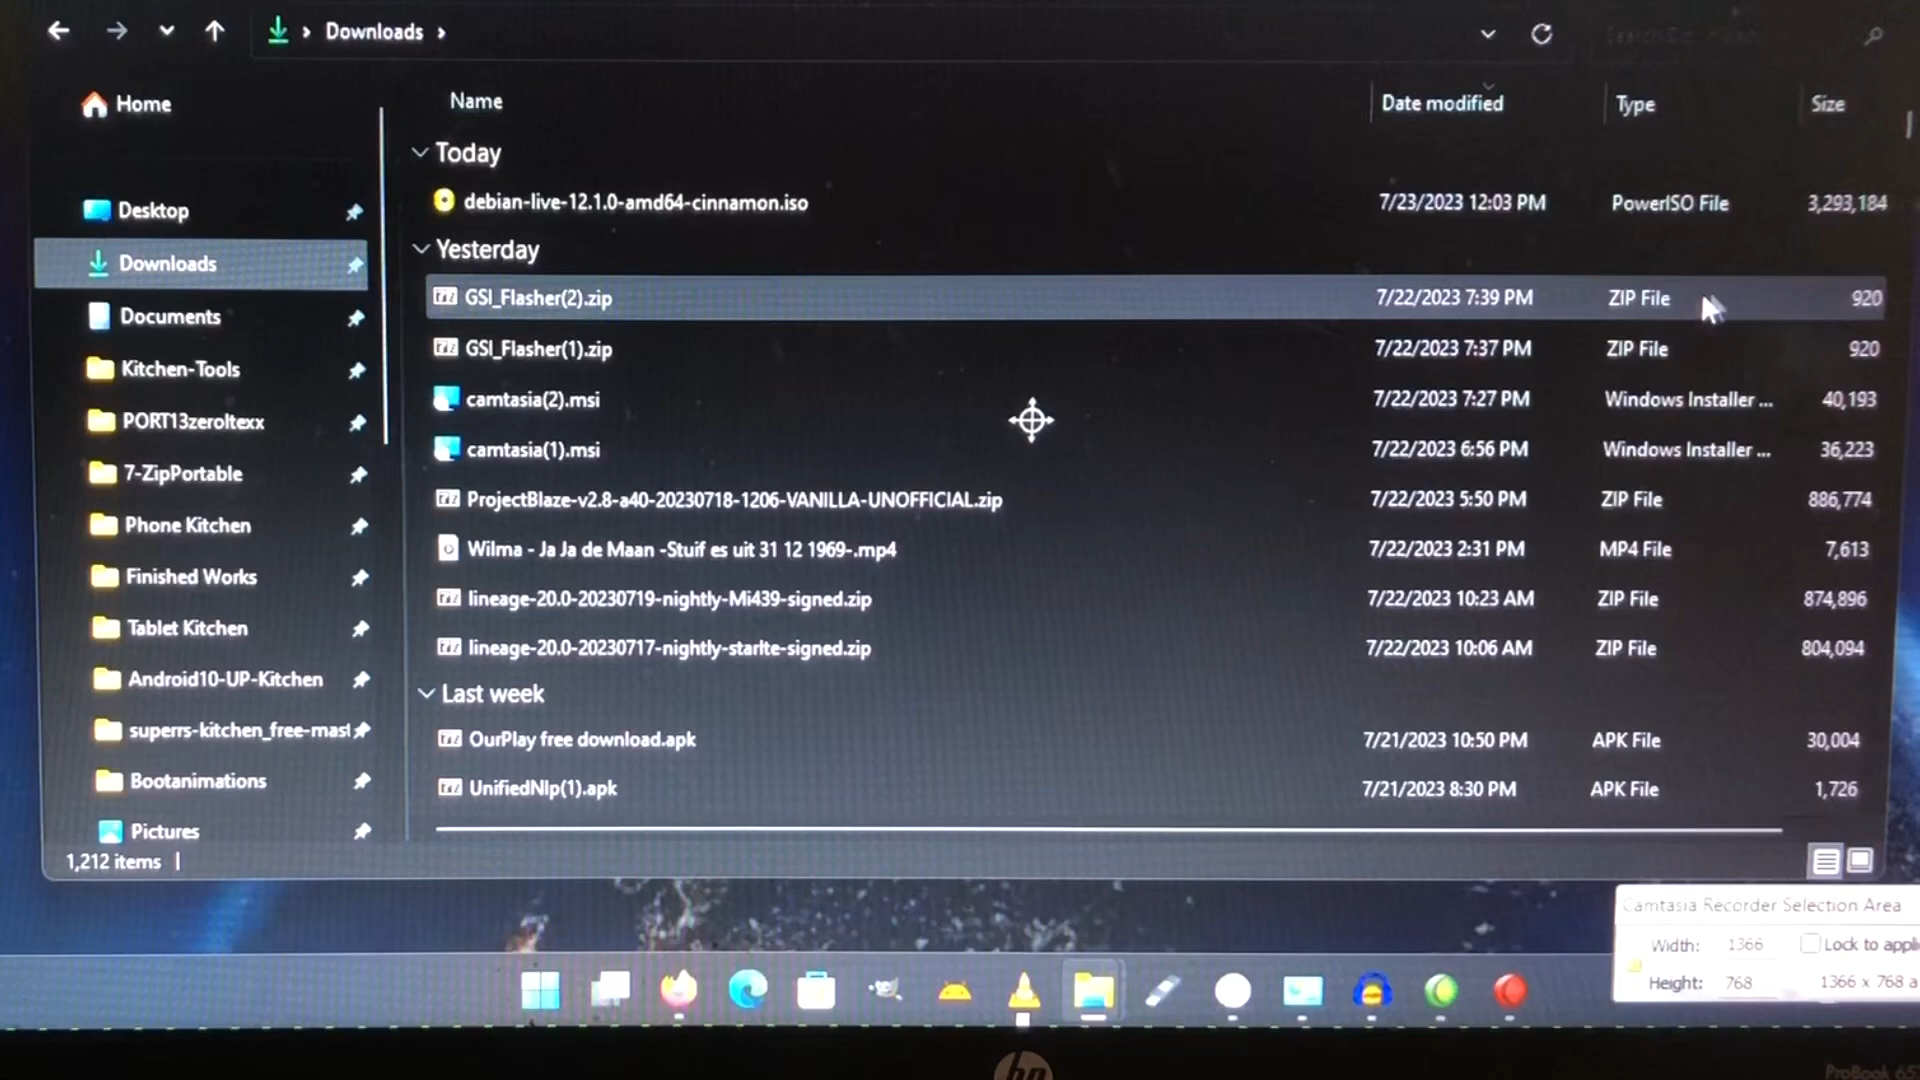 Downloads
Home
Desktop
Downloads
Documents
Kitchen-Tools
PORT13zeroltexx
7-ZipPortable
Phone Kitchen
Finished Works
Tablet Kitchen
Android10-UP-Kitchen
superrs-kitchen_free-mast
Bootanimations
Pictures
1,212 items
Name Date modified Type Size
Today
debian-live-12.1.0-amd64-cinnamon.iso 7/23/2023 12:03 PM PowerISO File 3,293,184
Yesterday
GSI_Flasher(2).zip 7/22/2023 7:39 PM ZIP File 920
GSI_Flasher(1).zip 7/22/2023 7:37 PM ZIP File 920
camtasia(2).msi 7/22/2023 7:27 PM Windows Installer ... 40,193
camtasia(1).msi 7/22/2023 6:56 PM Windows Installer ... 36,223
ProjectBlaze-v2.8-a40-20230718-1206-VANILLA-UNOFFICIAL.zip 7/22/2023 5:50 PM ZIP File 886,774
Wilma - Ja Ja de Maan -Stuif es uit 31 12 1969-.mp4 7/22/2023 2:31 PM MP4 File 7,613
lineage-20.0-20230719-nightly-Mi439-signed.zip 7/22/2023 10:23 AM ZIP File 874,896
lineage-20.0-20230717-nightly-starlte-signed.zip 7/22/2023 10:06 AM ZIP File 804,094
Last week
OurPlay free download.apk 7/21/2023 10:50 PM APK File 30,004
UnifiedNlp(1).apk 7/21/2023 8:30 PM APK File 1,726
Camtasia Recorder Selection Area
Width: 1366 Lock to appli
Height: 768 1366 x 768 a
hp
ProBook